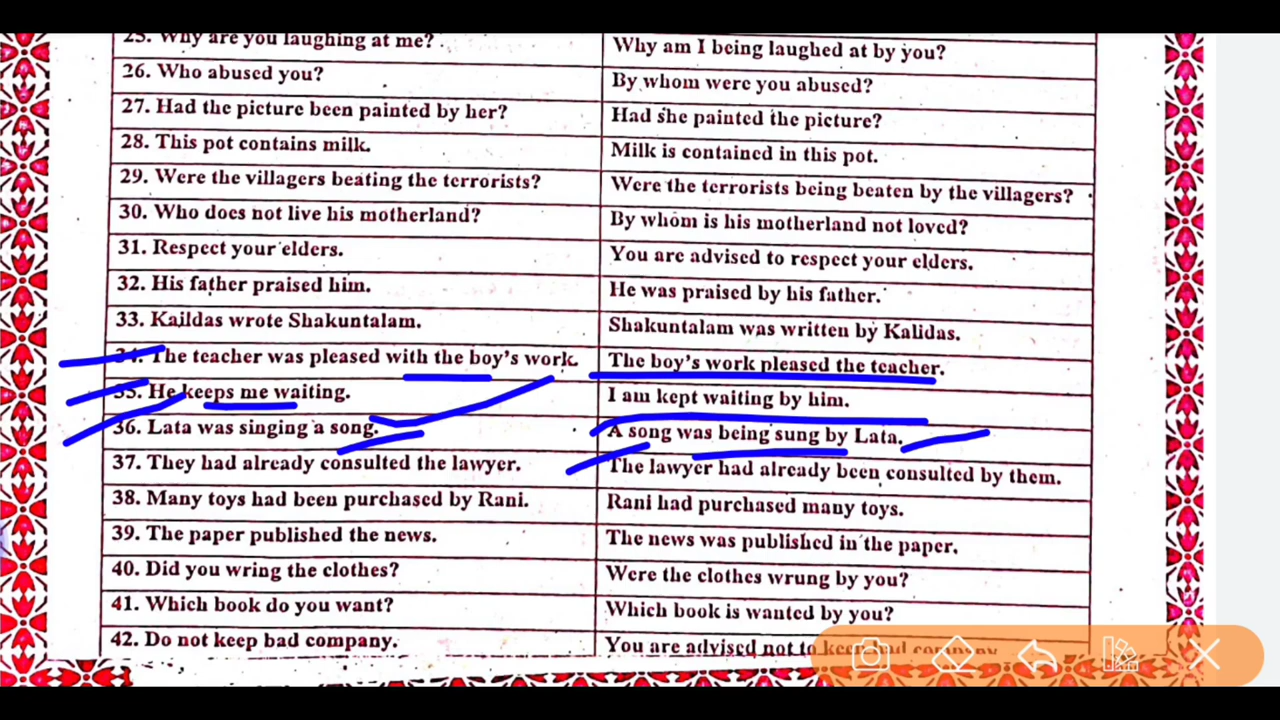 25. Why are you laughing at me?
Why am I being laughed at by you?
26. Who abused you?
By whom were you abused?
27. Had the picture been painted by her?
Had she painted the picture?
28. This pot contains milk.
Milk is contained in this pot.
29. Were the villagers beating the terrorists?
Were the terrorists being beaten by the villagers?
30. Who does not live his motherland?
By whom is his motherland not loved?
31. Respect your elders.
You are advised to respect your elders.
32. His father praised him.
He was praised by his father.
33. Kaildas wrote Shakuntalam.
Shakuntalam was written by Kalidas.
34. The teacher was pleased with the boy's work.
The boy's work pleased the teacher.
35. He keeps me waiting.
I am kept waiting by him.
36. Lata was singing a song.
A song was being sung by Lata.
37. They had already consulted the lawyer.
The lawyer had already been consulted by them.
38. Many toys had been purchased by Rani.
Rani had purchased many toys.
39. The paper published the news.
The news was published in the paper.
40. Did you wring the clothes?
Were the clothes wrung by you?
41. Which book do you want?
Which book is wanted by you?
42. Do not keep bad company.
You are advised not to keep bad company